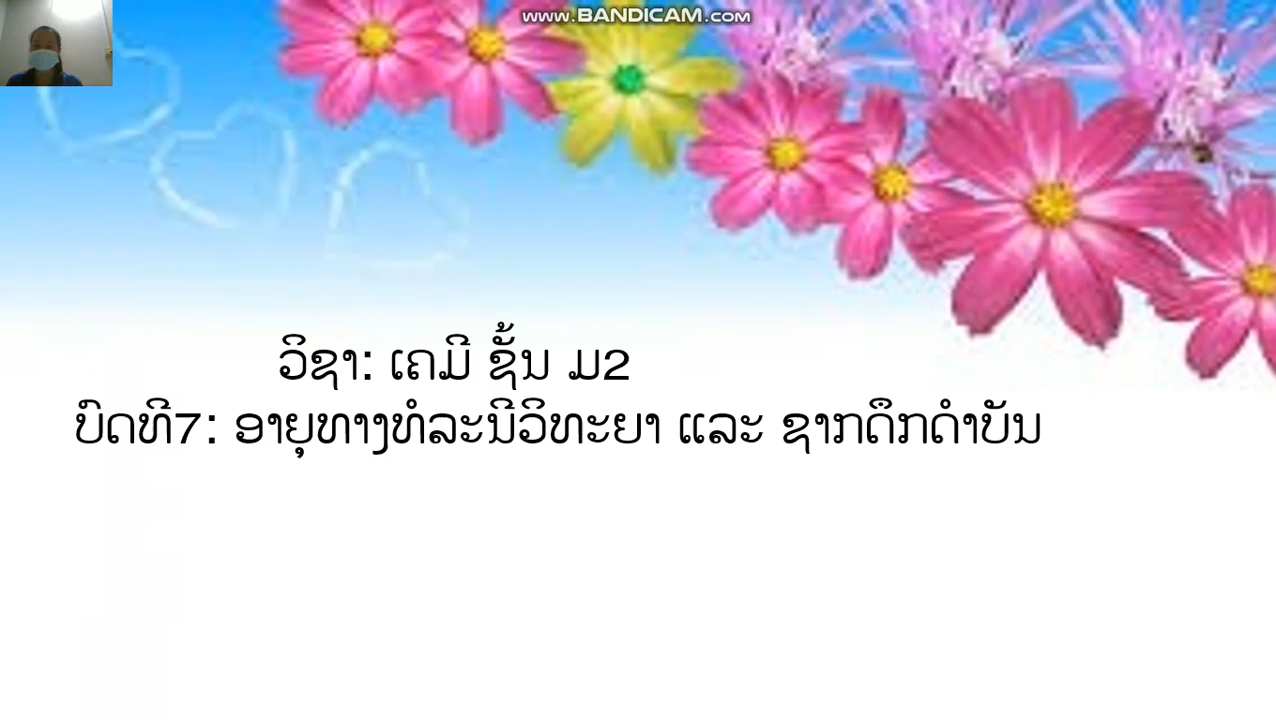 www.BANDICAM.com
ວິຊາ: ເຄມີ ຊັ້ນ ມ2
ບົດທີ7: ອາຍຸທາງທໍລະນີວິທະຍາ ແລະ ຊາກດຶກດໍາບັນ